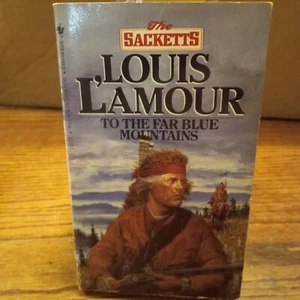 The
SACKETTS
LOUIS
L'AMOUR
TO THE FAR BLUE
MOUNTAINS